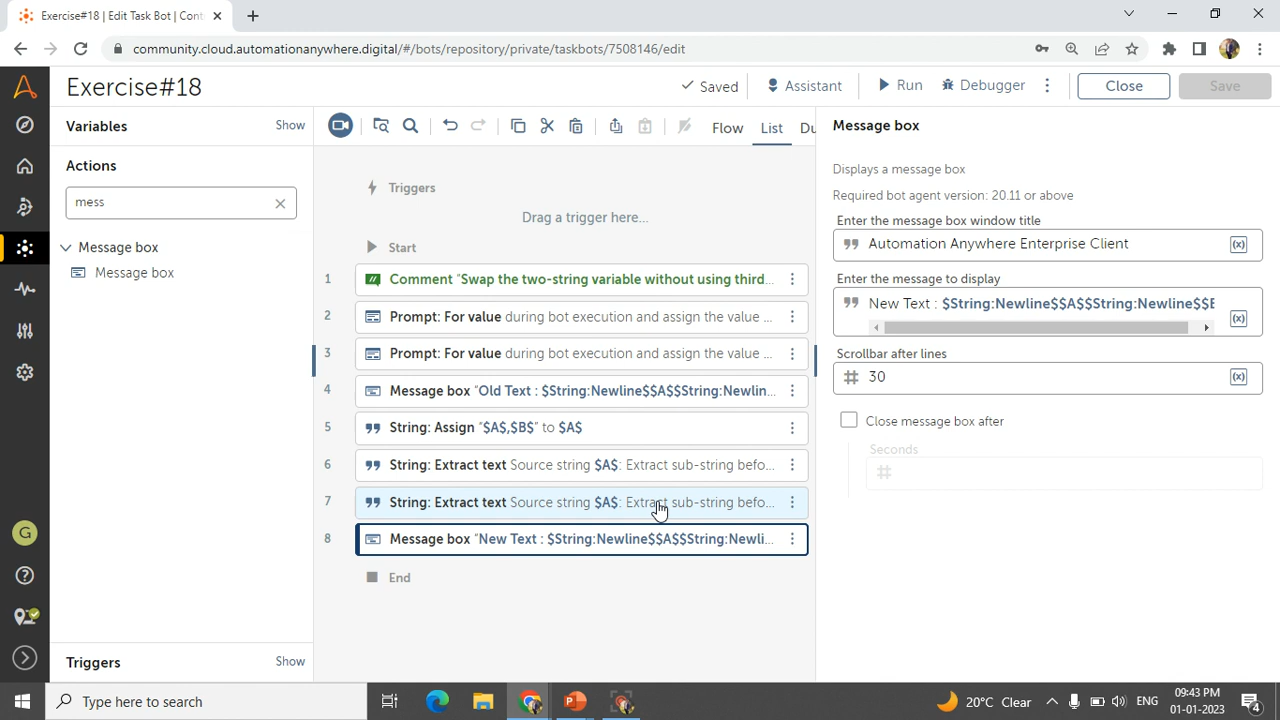 Exercise#18 | Edit Task Bot | Cont
community.cloud.automationanywhere.digital/#/bots/repository/private/taskbots/7508146/edit
Exercise#18
Saved
Assistant
Run
Debugger
Close
Save
Variables
Show
Actions
mess
Message box
Message box
Triggers
Show
Flow
List
Du
Triggers
Drag a trigger here...
Start
1 Comment "Swap the two-string variable without using third...
2 Prompt: For value during bot execution and assign the value ...
3 Prompt: For value during bot execution and assign the value ...
4 Message box "Old Text : $String:Newline$$A$$String:Newlin...
5 String: Assign "$A$,$B$" to $A$
6 String: Extract text Source string $A$: Extract sub-string befo...
7 String: Extract text Source string $A$: Extract sub-string befo...
8 Message box "New Text : $String:Newline$$A$$String:Newli...
End
Message box
Displays a message box
Required bot agent version: 20.11 or above
Enter the message box window title
Automation Anywhere Enterprise Client
(x)
Enter the message to display
New Text : $String:Newline$$A$$String:Newline$$B
(x)
Scrollbar after lines
30
(x)
Close message box after
Seconds
G
Type here to search
20°C Clear
ENG
09:43 PM
01-01-2023
4